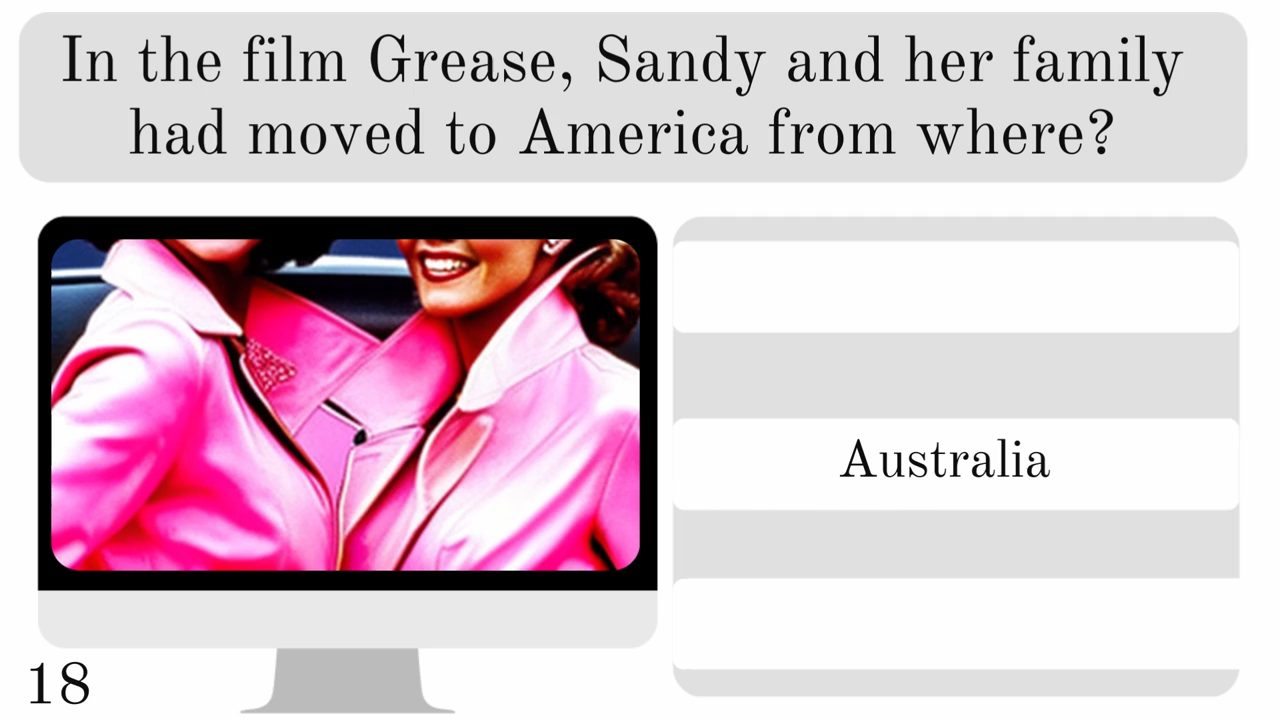 In the film Grease, Sandy and her family
had moved to America from where?
Australia
18